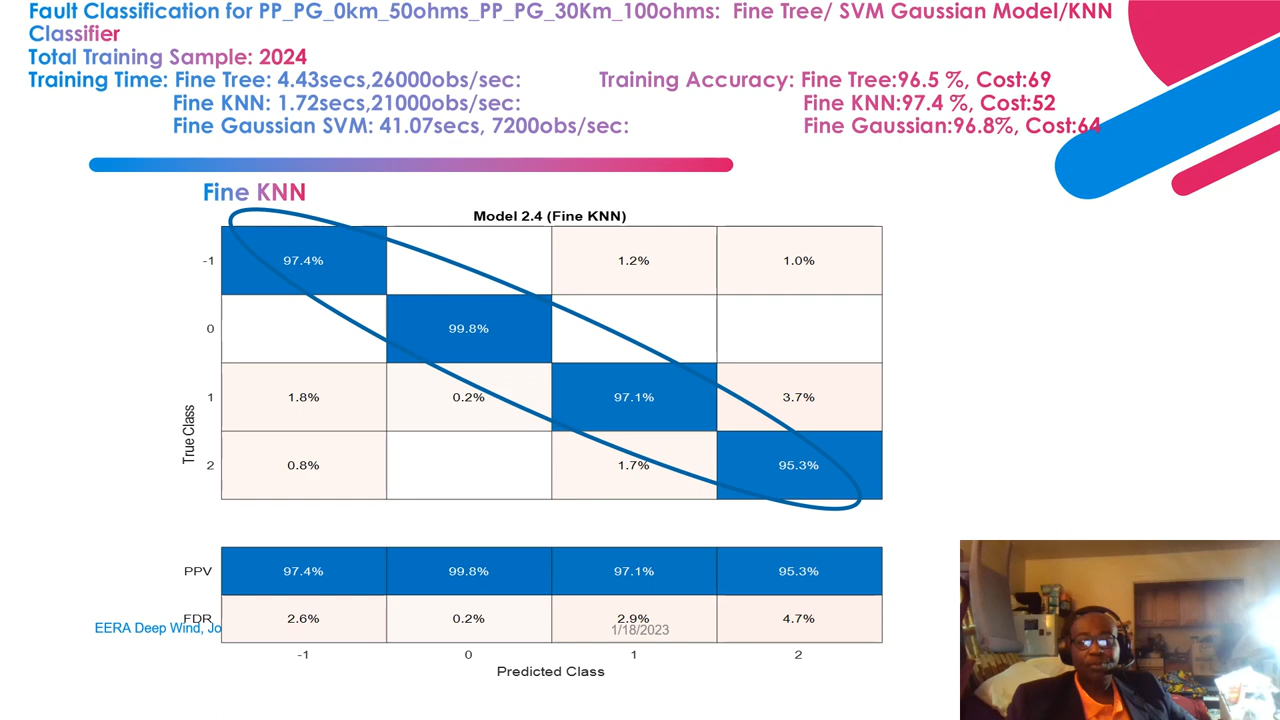 Fault Classification for PP_PG_0km_50ohms_PP_PG_30Km_100ohms: Fine Tree/ SVM Gaussian Model/KNN
Classifier
Total Training Sample: 2024
Training Time: Fine Tree: 4.43secs,26000obs/sec: Training Accuracy: Fine Tree:96.5 %, Cost:69
Fine KNN: 1.72secs,21000obs/sec: Fine KNN:97.4 %, Cost:52
Fine Gaussian SVM: 41.07secs, 7200obs/sec: Fine Gaussian:96.8%, Cost:64
Fine KNN
Model 2.4 (Fine KNN)
-1 97.4% 1.2% 1.0%
0 99.8%
1 1.8% 0.2% 97.1% 3.7%
True Class
2 0.8% 1.7% 95.3%
PPV 97.4% 99.8% 97.1% 95.3%
FDR 2.6% 0.2% 2.9% 4.7%
EERA Deep Wind, Jo 1/18/2023
-1 0 1 2
Predicted Class